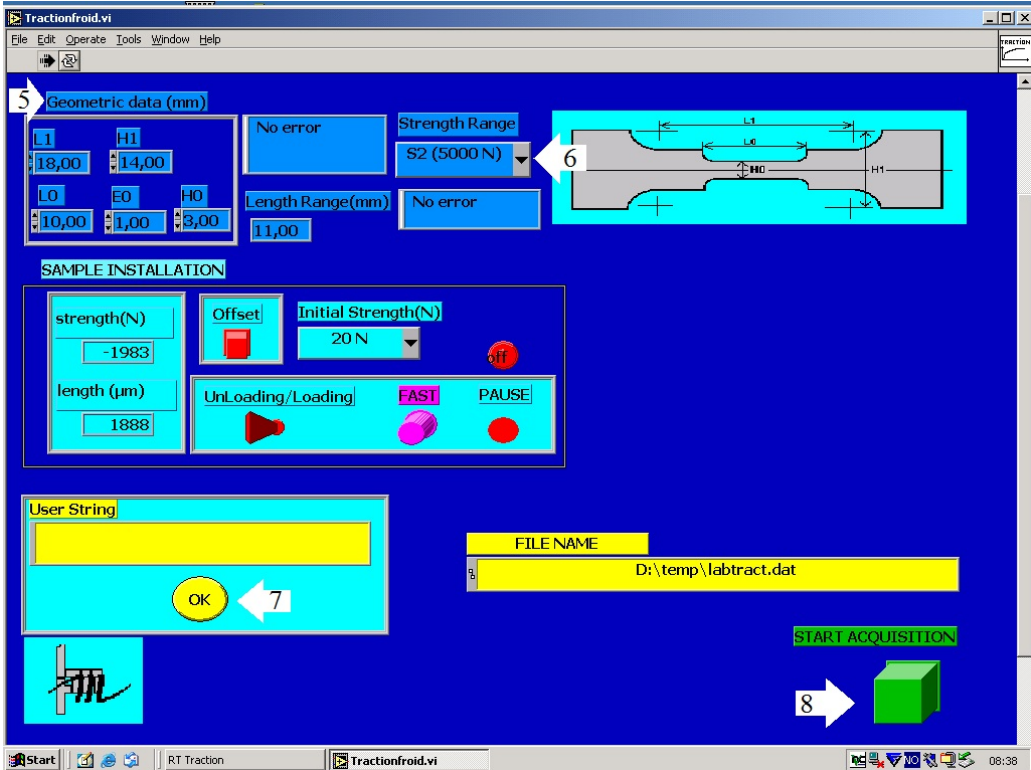 Tractionfroid.vi
File Edit Operate Tools Window Help
TRACTION
5 Geometric data (mm)
L1 H1
18,00 14,00
L0 E0 H0
10,00 1,00 3,00
No error
Strength Range
S2 (5000 N)
6
Length Range(mm)
11,00
No error
L1
L0
H0
H1
SAMPLE INSTALLATION
strength(N)
-1983
length (µm)
1888
Offset
Initial Strength(N)
20 N
off
UnLoading/Loading FAST PAUSE
User String
OK
7
FILE NAME
D:\temp\labtract.dat
START ACQUISITION
8
Start RT Traction Tractionfroid.vi NO 08:38